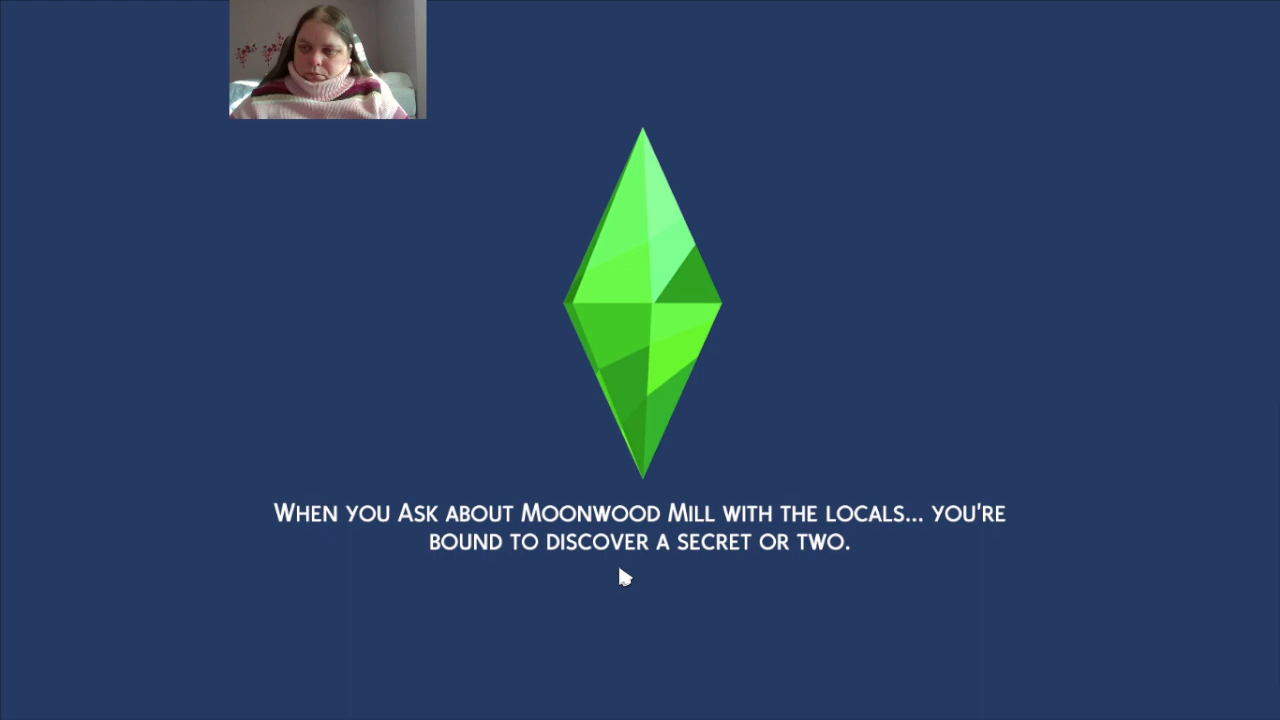 When you Ask about Moonwood Mill with the locals... you're
bound to discover a secret or two.